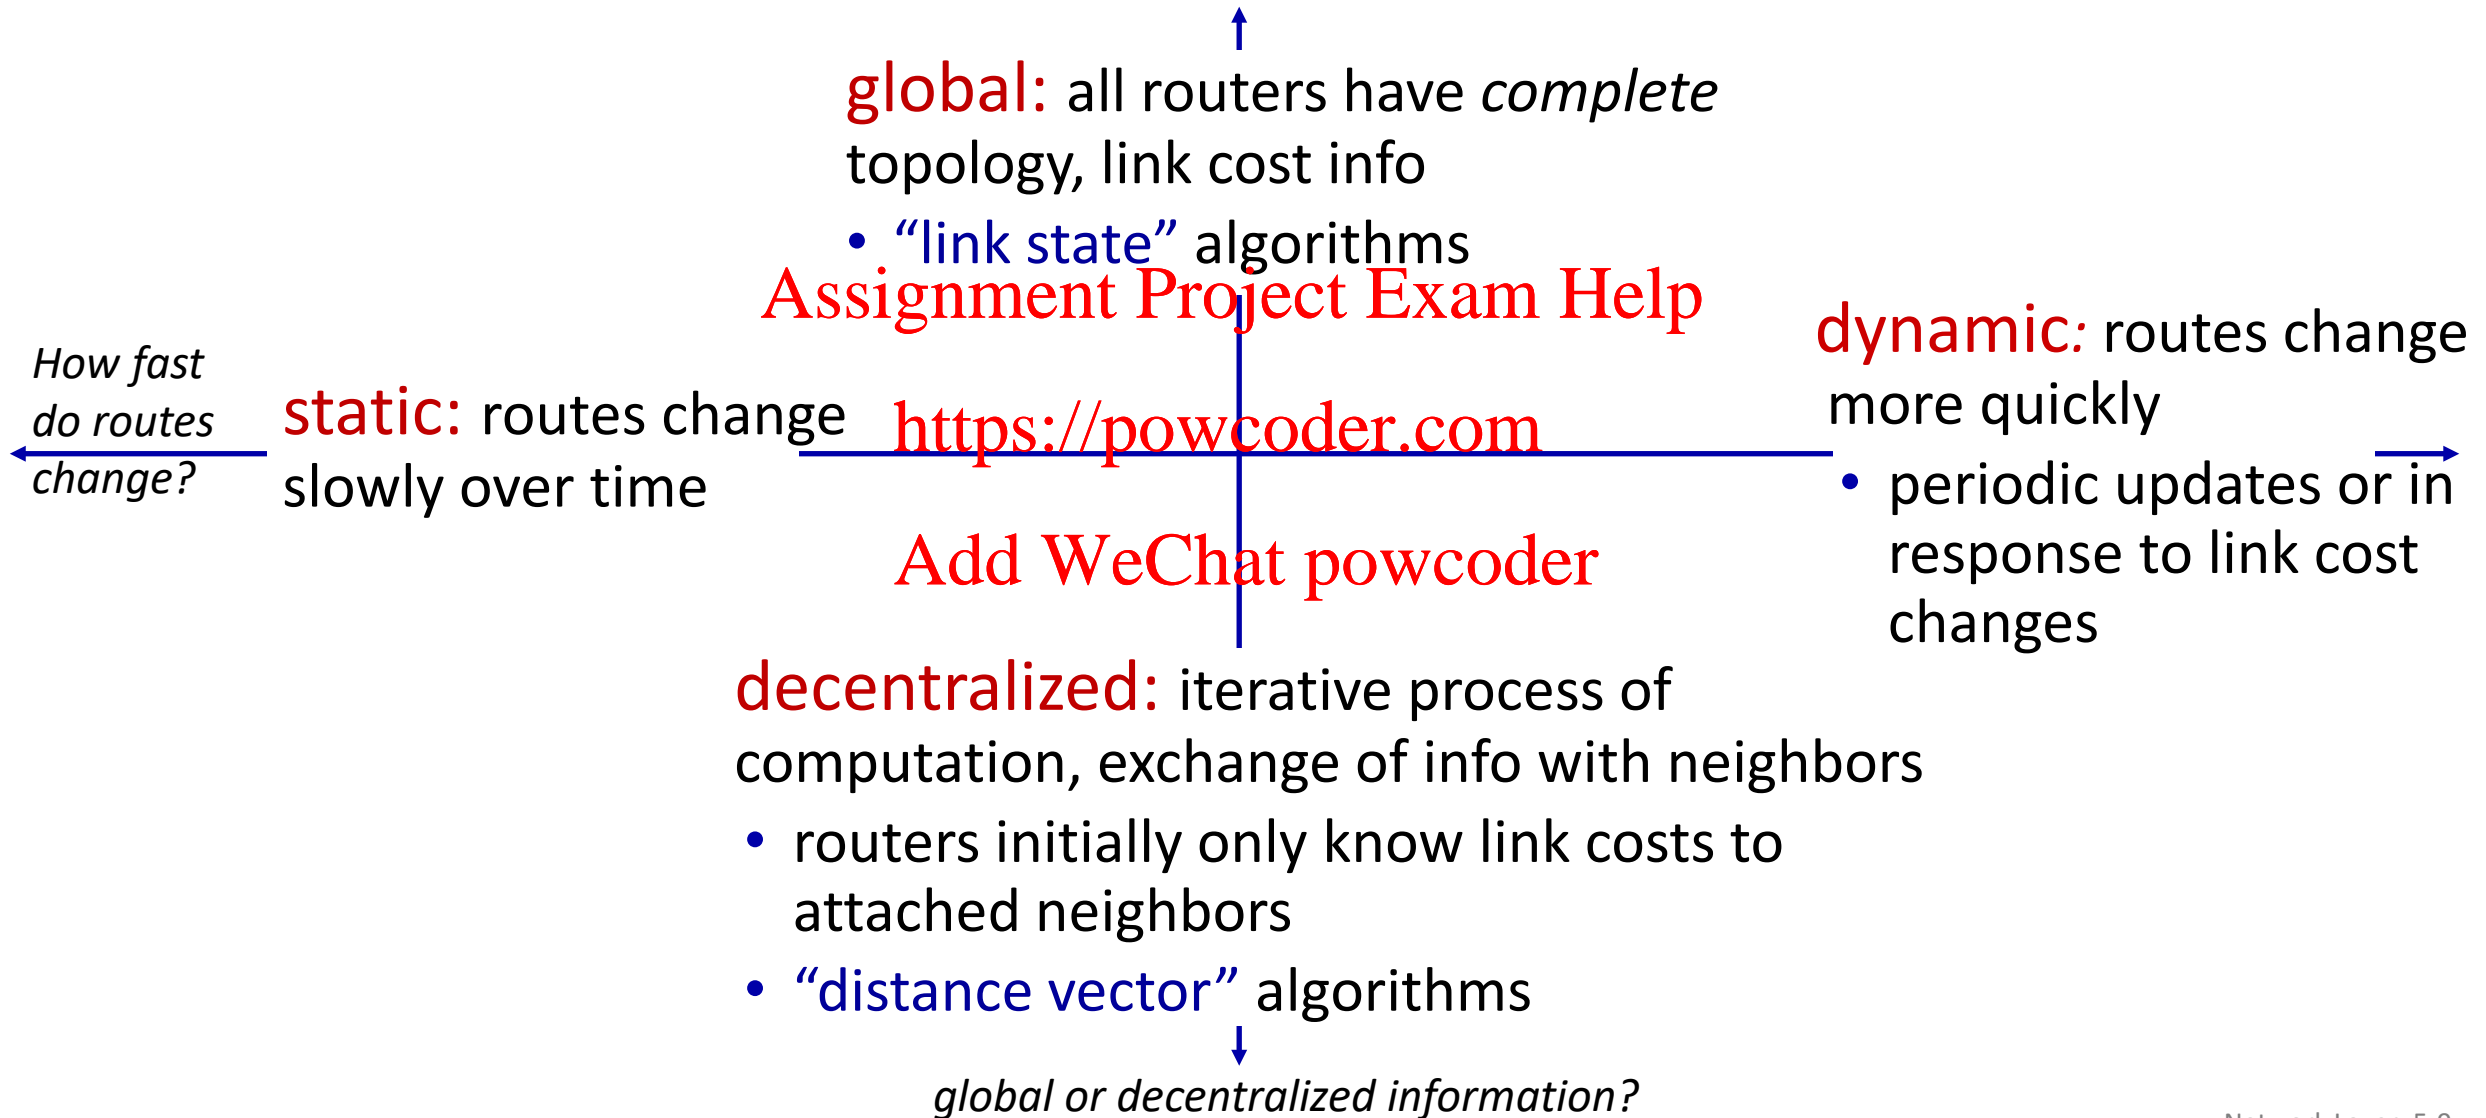 global: all routers have complete
topology, link cost info
• “link state” algorithms
Assignment Project Exam Help
How fast
do routes
change?
static: routes change
slowly over time
https://powcoder.com
dynamic: routes change
more quickly
• periodic updates or in
response to link cost
changes
Add WeChat powcoder
decentralized: iterative process of
computation, exchange of info with neighbors
• routers initially only know link costs to
attached neighbors
• “distance vector” algorithms
global or decentralized information?